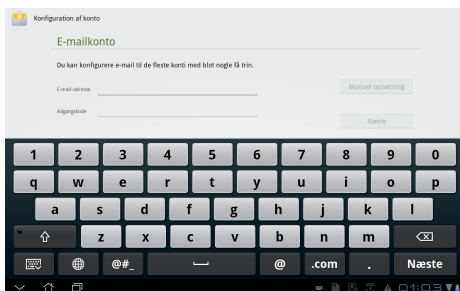 Konfiguration af konto
E-mailkonto
Du kan konfigurere e-mail til de fleste konti med blot nogle få trin.
E-mail-adresse
Manuel opsætning
Adgangskode
Næste
1 2 3 4 5 6 7 8 9 0
q w e r t y u i o p
a s d f g h j k l
z x c v b n m
@#_ @ .com . Næste
01:03